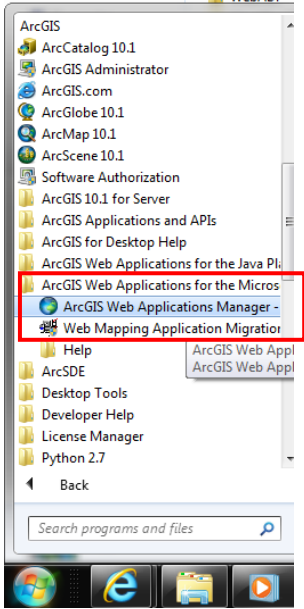 ArcGIS
ArcCatalog 10.1
ArcGIS Administrator
ArcGIS.com
ArcGlobe 10.1
ArcMap 10.1
ArcScene 10.1
Software Authorization
ArcGIS 10.1 for Server
ArcGIS Applications and APIs
ArcGIS for Desktop Help
ArcGIS Web Applications for the Java Pla
ArcGIS Web Applications for the Micros
ArcGIS Web Applications Manager -
Web Mapping Application Migration
Help
ArcGIS Web Appl
ArcGIS Web Appl
ArcSDE
Desktop Tools
Developer Help
License Manager
Python 2.7
Back
Search programs and files